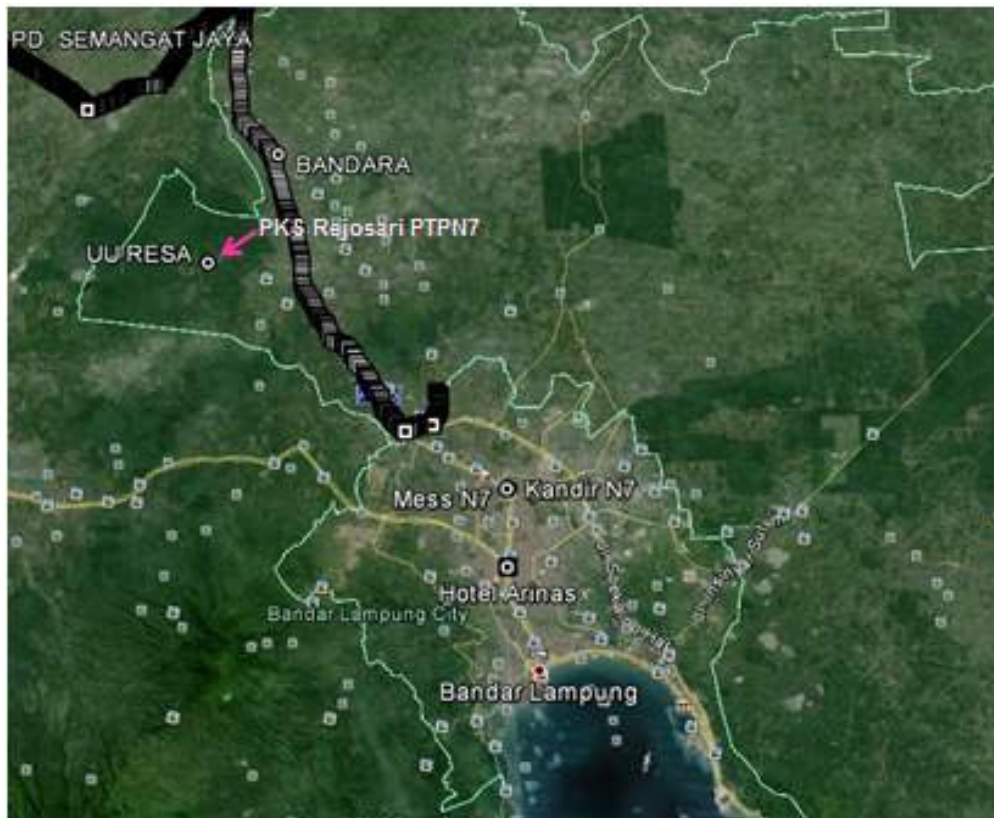 PD. SEMANGAT JAYA
BANDARA
PKS Rejosari PTPN7
UU RESA
Mess N7
Kandir N7
Hotel Arinas
Bandar Lampung City
Bandar Lampung